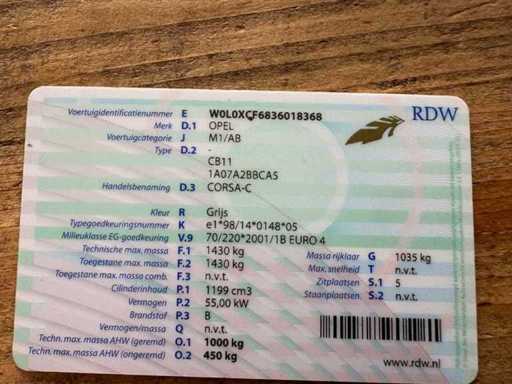 RDW
Voertuigidentificatienummer E W0L0XCF6836018368
Merk D.1 OPEL
Voertuigcategorie J M1/AB
Type D.2 -
CB11
1A07A2BBCA5
Handelsbenaming D.3 CORSA-C
Kleur R Grijs
Typegoedkeuringsnummer K e1*98/14*0148*05
Milieuklasse EG-goedkeuring V.9 70/220*2001/1B EURO 4
Technische max. massa F.1 1430 kg
Toegestane max. massa F.2 1430 kg
Toegestane max. massa comb. F.3 n.v.t.
Cilinderinhoud P.1 1199 cm3
Vermogen P.2 55,00 kW
Brandstof P.3 B
Vermogen/massa Q n.v.t.
Techn. max. massa AHW (geremd) O.1 1000 kg
Techn. max. massa AHW (ongeremd) O.2 450 kg
Massa rijklaar G 1035 kg
Max. snelheid T n.v.t.
Zitplaatsen S.1 5
Staanplaatsen S.2 n.v.t.
www.rdw.nl